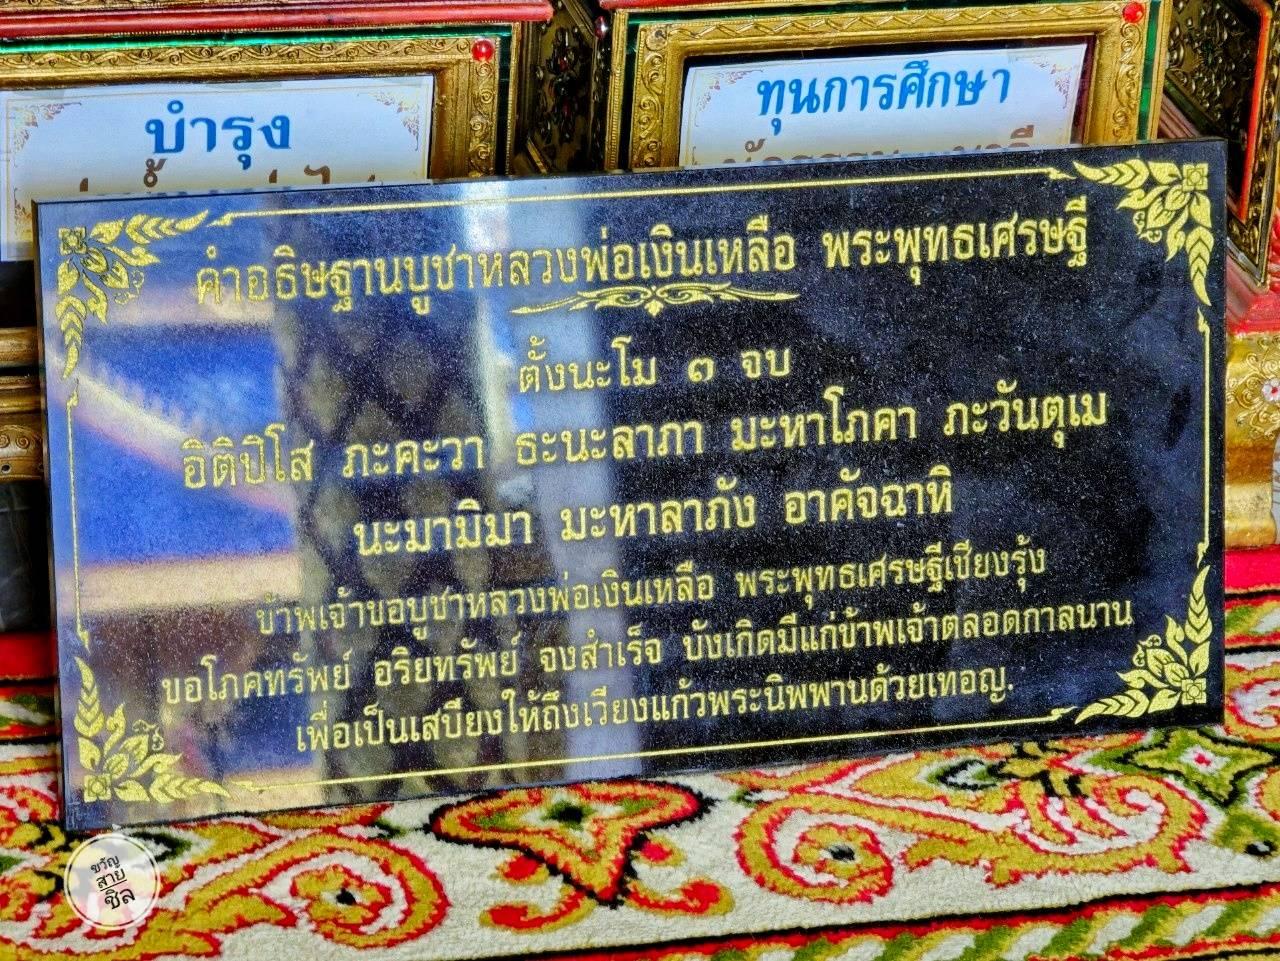 บำรุง
ทุนการศึกษา
คำอธิษฐานบูชาหลวงพ่อเงินเหลือ พระพุทธเศรษฐี
ตั้งนะโม ๓ จบ
อิติปิโส ภะคะวา ธะนะลาภา มะหาโภคา ภะวันตุเม
นะมามิมา มะหาลาภัง อาคัจฉาทิ
ข้าพเจ้าขอบูชาหลวงพ่อเงินเหลือ พระพุทธเศรษฐีเชียงรุ้ง
ขอโภคทรัพย์ อริยทรัพย์ จงสำเร็จ บังเกิดมีแก่ข้าพเจ้าตลอดกาลนาน
เพื่อเป็นเสบียงให้ถึงเวียงแก้วพระนิพพานด้วยเทอญ.
ขวัญ
สาย
ชิล